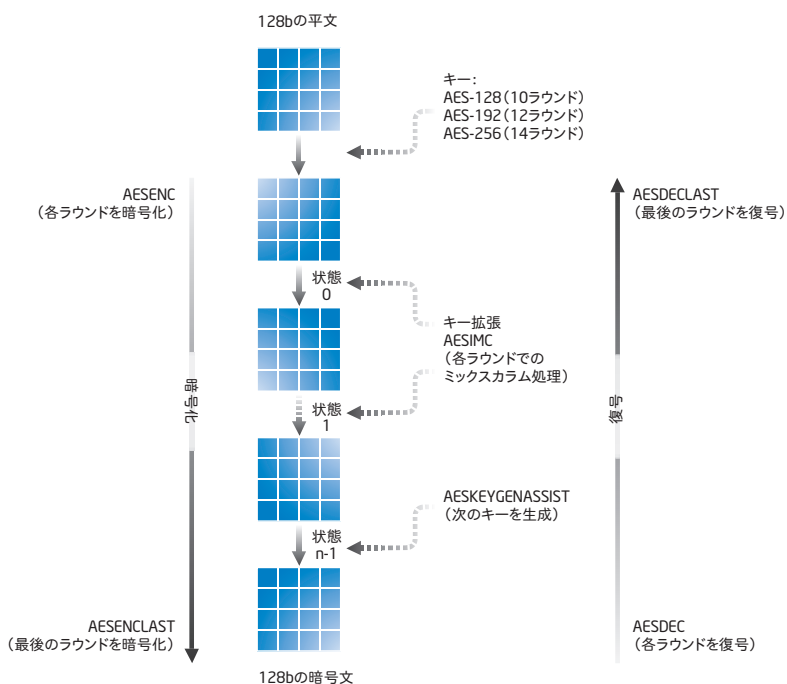 128bの平文
キー：
AES-128（10ラウンド）
AES-192（12ラウンド）
AES-256（14ラウンド）
AESENC
（各ラウンドを暗号化）
AESDECLAST
（最後のラウンドを復号）
状態
0
キー拡張
AESIMC
（各ラウンドでの
ミックスカラム処理）
暗号化
復号
状態
1
AESKEYGENASSIST
（次のキーを生成）
状態
n-1
AESENCLAST
（最後のラウンドを暗号化）
AESDEC
（各ラウンドを復号）
128bの暗号文